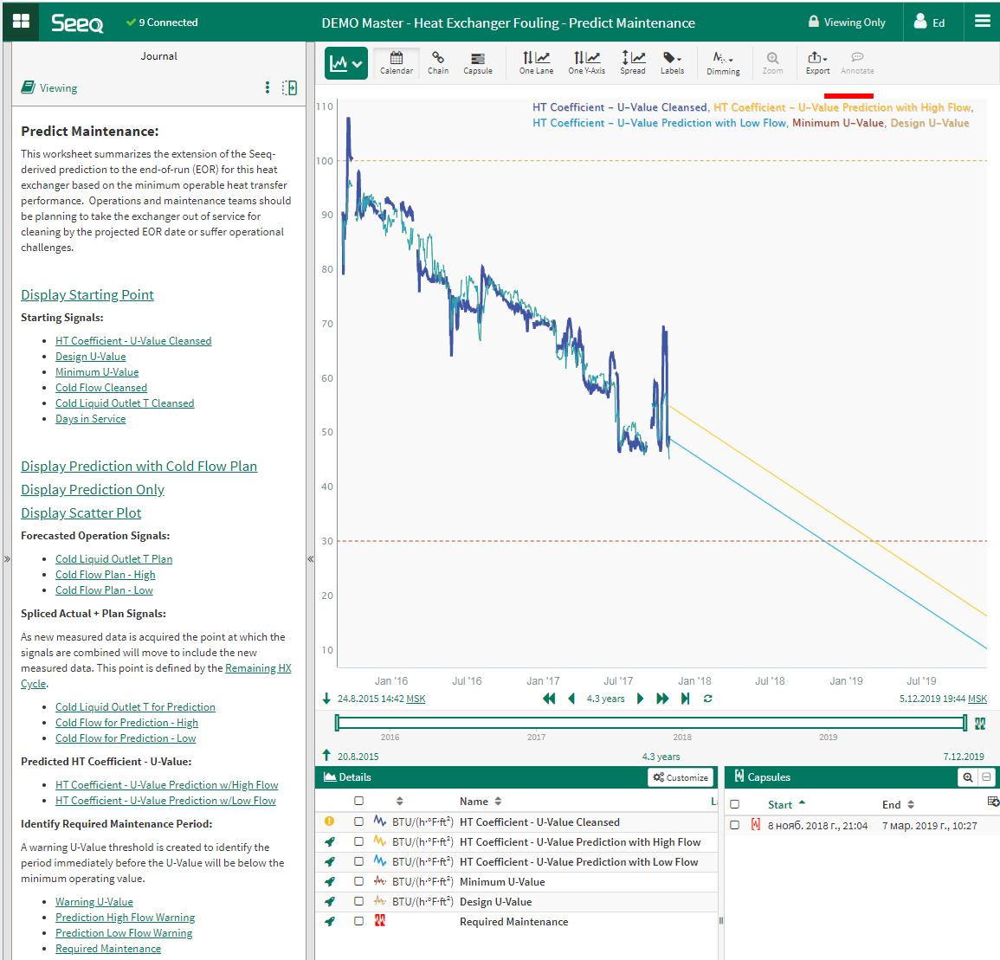 Seeq
9 Connected
DEMO Master - Heat Exchanger Fouling - Predict Maintenance
Viewing Only
Ed
Journal
Viewing
Predict Maintenance:
This worksheet summarizes the extension of the Seeq-
derived prediction to the end-of-run (EOR) for this heat
exchanger based on the minimum operable heat transfer
performance. Operations and maintenance teams should
be planning to take the exchanger out of service for
cleaning by the projected EOR date or suffer operational
challenges.
Display Starting Point
Starting Signals:
• HT Coefficient - U-Value Cleansed
• Design U-Value
• Minimum U-Value
• Cold Flow Cleansed
• Cold Liquid Outlet T Cleansed
• Days in Service
Display Prediction with Cold Flow Plan
Display Prediction Only
Display Scatter Plot
Forecasted Operation Signals:
• Cold Liquid Outlet T Plan
• Cold Flow Plan - High
• Cold Flow Plan - Low
Spliced Actual + Plan Signals:
As new measured data is acquired the point at which the
signals are combined will move to include the new
measured data. This point is defined by the Remaining HX
Cycle.
• Cold Liquid Outlet T for Prediction
• Cold Flow for Prediction - High
• Cold Flow for Prediction - Low
Predicted HT Coefficient - U-Value:
• HT Coefficient - U-Value Prediction w/High Flow
• HT Coefficient - U-Value Prediction w/Low Flow
Identify Required Maintenance Period:
A warning U-Value threshold is created to identify the
period immediately before the U-Value will be below the
minimum operating value.
• Warning U-Value
• Prediction High Flow Warning
• Prediction Low Flow Warning
• Required Maintenance
Calendar Chain Capsule One Lane One Y-Axis Spread Labels Dimming Zoom Export Annotate
HT Coefficient - U-Value Cleansed, HT Coefficient - U-Value Prediction with High Flow,
HT Coefficient - U-Value Prediction with Low Flow, Minimum U-Value, Design U-Value
110
100
90
80
70
60
50
40
30
20
10
Jan '16 Jul '16 Jan '17 Jul '17 Jan '18 Jul '18 Jan '19 Jul '19
24.8.2015 14:42 MSK 4.3 years 5.12.2019 19:44 MSK
2016 2017 2018 2019
20.8.2015 4.3 years 7.12.2019
Details Customize
Name
BTU/(h·°F·ft²) HT Coefficient - U-Value Cleansed
BTU/(h·°F·ft²) HT Coefficient - U-Value Prediction with High Flow
BTU/(h·°F·ft²) HT Coefficient - U-Value Prediction with Low Flow
BTU/(h·°F·ft²) Minimum U-Value
BTU/(h·°F·ft²) Design U-Value
Required Maintenance
Capsules
Start End
8 нояб. 2018 г., 21:04 7 мар. 2019 г., 10:27